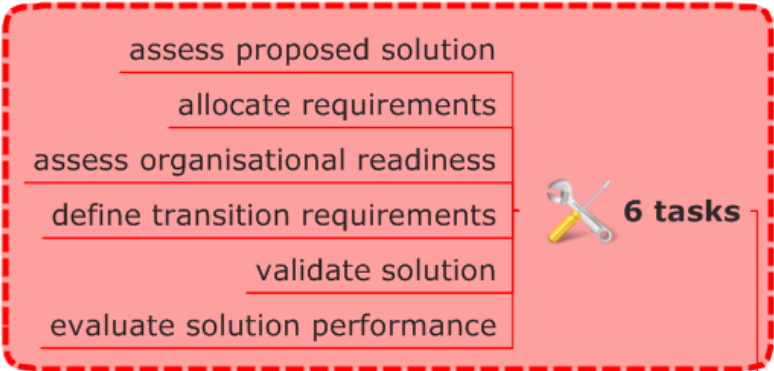 assess proposed solution
allocate requirements
assess organisational readiness
define transition requirements
validate solution
evaluate solution performance
6 tasks